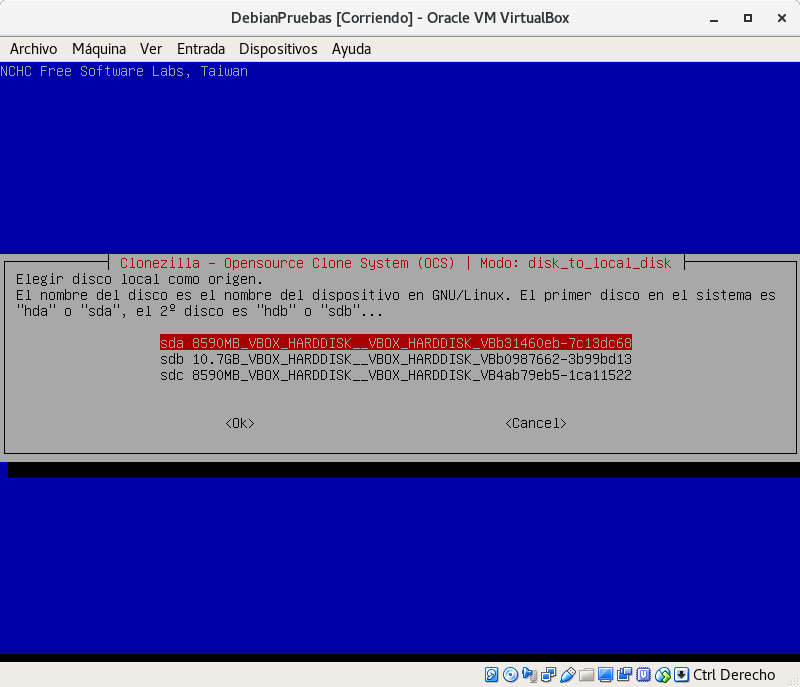 DebianPruebas [Corriendo] - Oracle VM VirtualBox
Archivo Máquina Ver Entrada Dispositivos Ayuda
NCHC Free Software Labs, Taiwan
Clonezilla - Opensource Clone System (OCS) | Modo: disk_to_local_disk
Elegir disco local como origen.
El nombre del disco es el nombre del dispositivo en GNU/Linux. El primer disco en el sistema es
"hda" o "sda", el 2º disco es "hdb" o "sdb"...
sda 8590MB_VBOX_HARDDISK__VBOX_HARDDISK_VBb31460eb-7c13dc68
sdb 10.7GB_VBOX_HARDDISK__VBOX_HARDDISK_VBb0987662-3b99bd13
sdc 8590MB_VBOX_HARDDISK__VBOX_HARDDISK_VB4ab79eb5-1ca11522
<Ok> <Cancel>
Ctrl Derecho